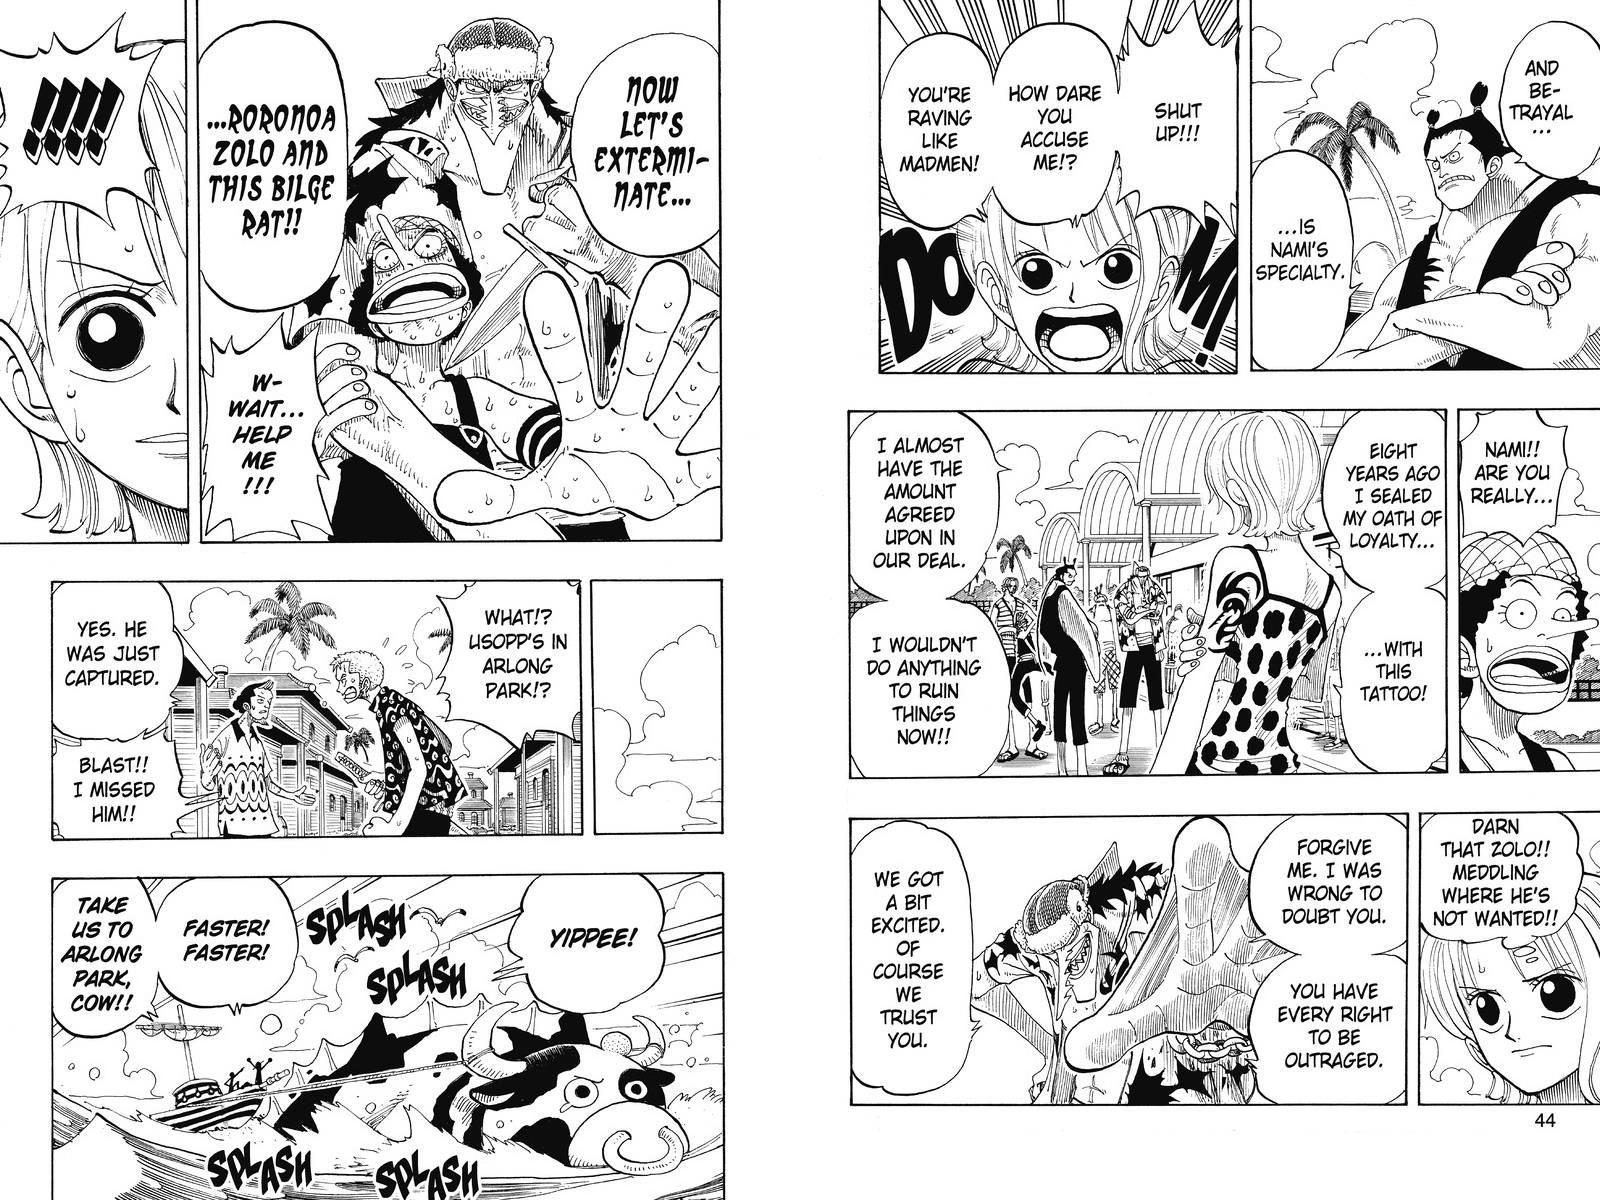 AND
BE-
TRAYAL
...
...IS
NAMI'S
SPECIALTY.
SHUT
UP!!!
HOW DARE
YOU
ACCUSE
ME!?
YOU'RE
RAVING
LIKE
MADMEN!
DOOM!
NAMI!!
ARE YOU
REALLY...
EIGHT
YEARS AGO
I SEALED
MY OATH OF
LOYALTY...
...WITH
THIS
TATTOO!
I ALMOST
HAVE THE
AMOUNT
AGREED
UPON IN
OUR DEAL.
I WOULDN'T
DO ANYTHING
TO RUIN
THINGS
NOW!!
DARN
THAT ZOLO!!
MEDDLING
WHERE HE'S
NOT WANTED!!
FORGIVE
ME. I WAS
WRONG TO
DOUBT YOU.
YOU HAVE
EVERY RIGHT
TO BE
OUTRAGED.
WE GOT
A BIT
EXCITED.
OF
COURSE
WE
TRUST
YOU.
44
NOW
LET'S
EXTERMI-
NATE...
...RORONOA
ZOLO AND
THIS BILGE
RAT!!
W-
WAIT...
HELP
ME
!!!
!!!!
WHAT!?
USOPP'S IN
ARLONG
PARK!?
YES. HE
WAS JUST
CAPTURED.
BLAST!!
I MISSED
HIM!!
YIPPEE!
FASTER!
FASTER!
TAKE
US TO
ARLONG
PARK,
COW!!
SPLASH
SPLASH
SPLASH
SPLASH